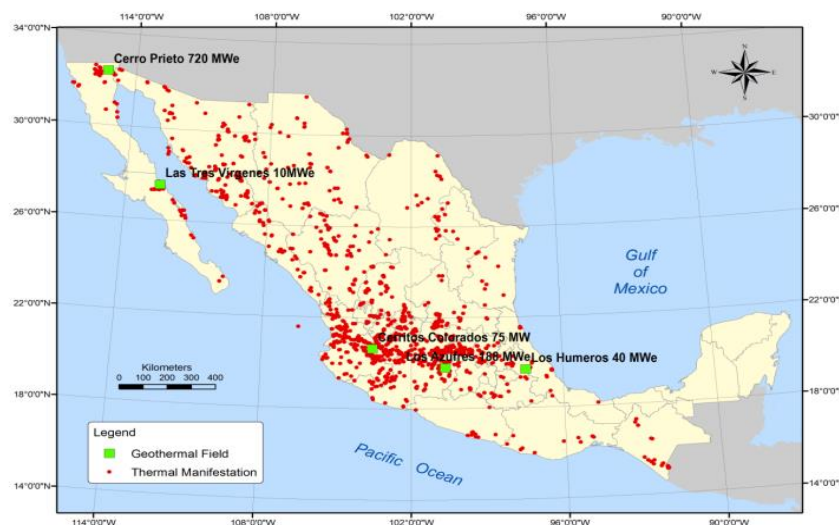 114°0'0"W 108°0'0"W 102°0'0"W 96°0'0"W 90°0'0"W
34°0'0"N
Cerro Prieto 720 MWe
N
W E
S
30°0'0"N 30°0'0"
Las Tres Vírgenes 10MWe
26°0'0"N 26°0'0"
Gulf
of
Mexico
22°0'0"N 22°0'0"
Cerritos Colorados 75 MW
Los Azufres 188 MWe
Los Humeros 40 MWe
Kilometers
0 100 200 300 400
18°0'0"N 18°0'0"
Legend
Geothermal Field
Thermal Manifestation
Pacific Ocean
14°0'0"N 14°0'0"
114°0'0"W 108°0'0"W 102°0'0"W 96°0'0"W 90°0'0"W